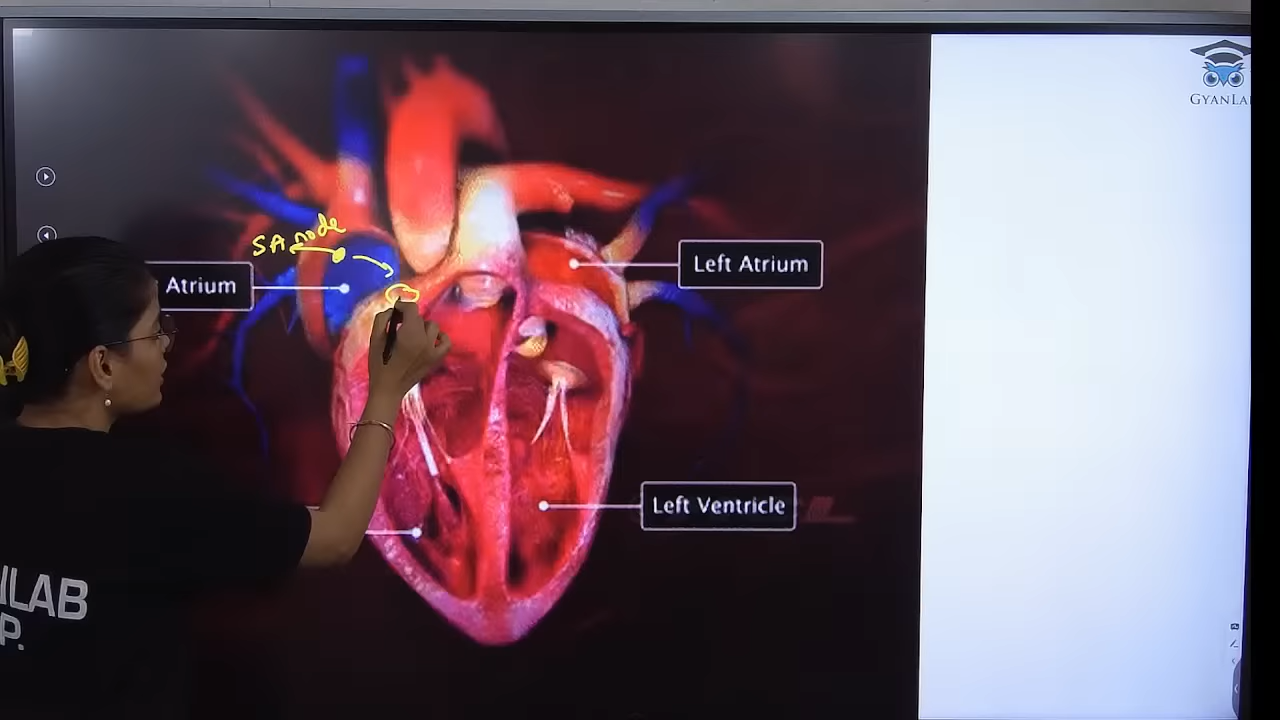 GYANLA
SA node
Atrium
Left Atrium
Left Ventricle
LAB
P.